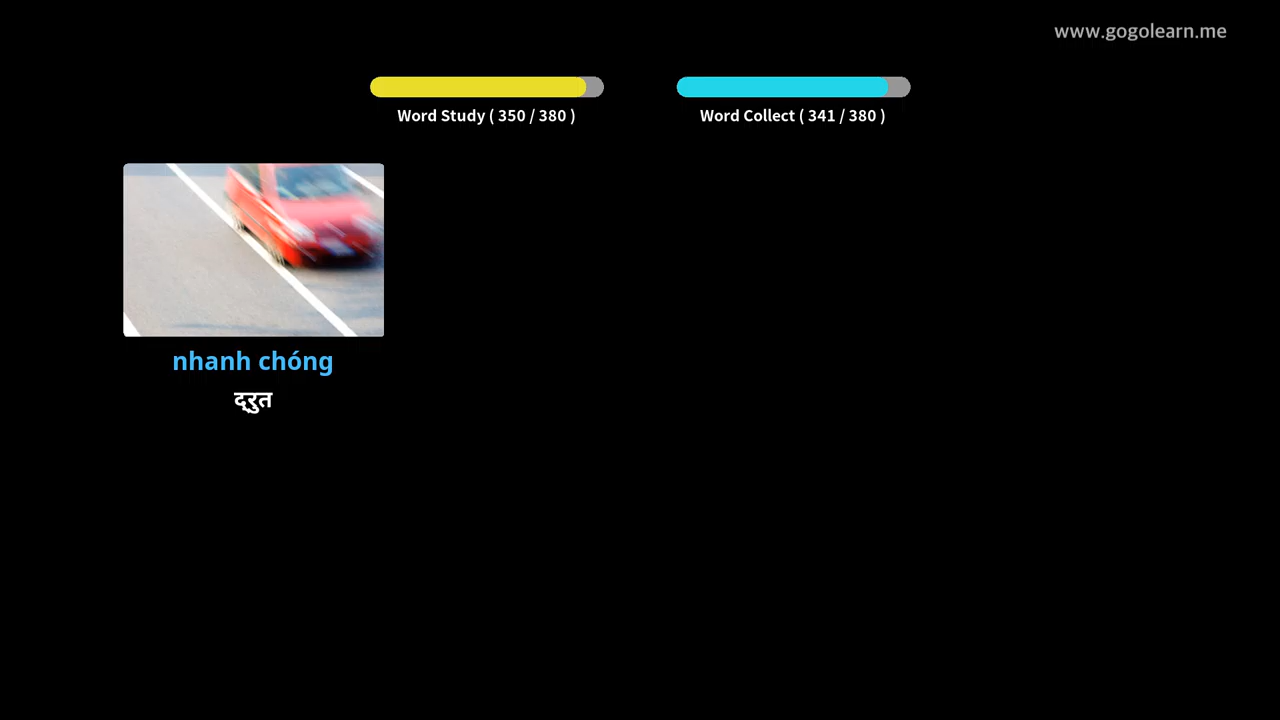 www.gogolearn.me
Word Study ( 350 / 380 )
Word Collect ( 341 / 380 )
nhanh chóng
द्रुत